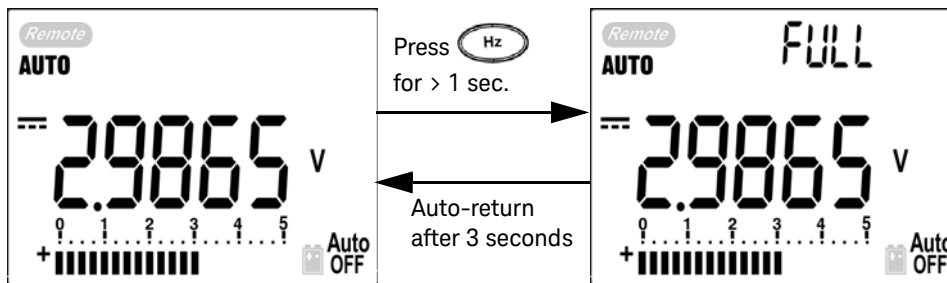 Remote
AUTO
2.9865 V
0 1 2 3 4 5
+
Auto
OFF
Press Hz
for > 1 sec.
Auto-return
after 3 seconds
Remote
FULL
AUTO
2.9865 V
0 1 2 3 4 5
+
Auto
OFF